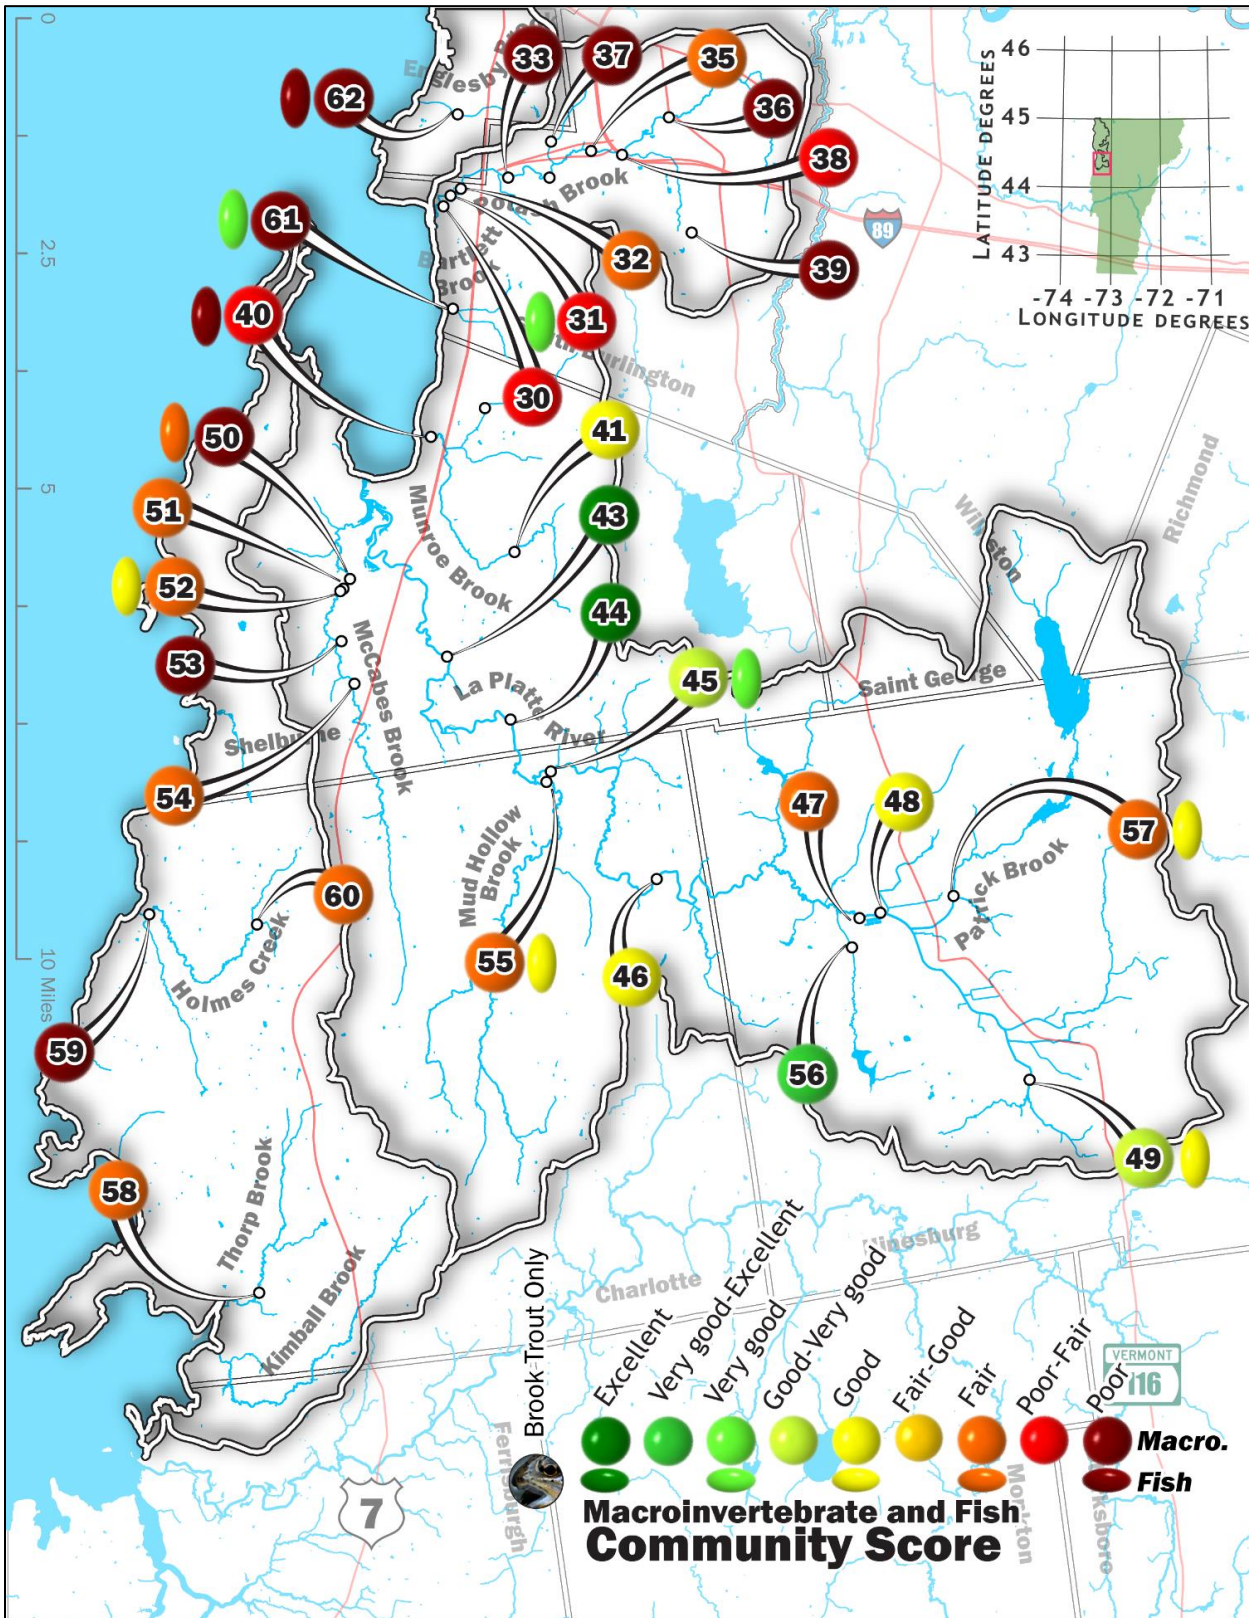 0
2.5
5
10 Miles
Englesby Brook
33
37
35
62
36
38
Potash Brook
89
61
Bartlett
Brook
32
39
40
31
South Burlington
30
41
50
51
43
Munroe Brook
52
44
53
McCabes Brook
45
La Platte
River
Shelburne
54
Williston
Richmond
Saint George
47
48
57
Patrick Brook
Mud Hollow
Brook
60
55
46
Holmes Creek
59
56
49
58
Thorp Brook
Kimball Brook
Charlotte
Hinesburg
LATITUDE DEGREES
46
45
44
43
-74 -73 -72 -71
LONGITUDE DEGREES
VERMONT
116
7
Ferrisburgh
Monkton
Brook Trout Only
Excellent
Very good-Excellent
Very good
Good-Very good
Good
Fair-Good
Fair
Poor-Fair
Poor
Macro.
Fish
Macroinvertebrate and Fish
Community Score